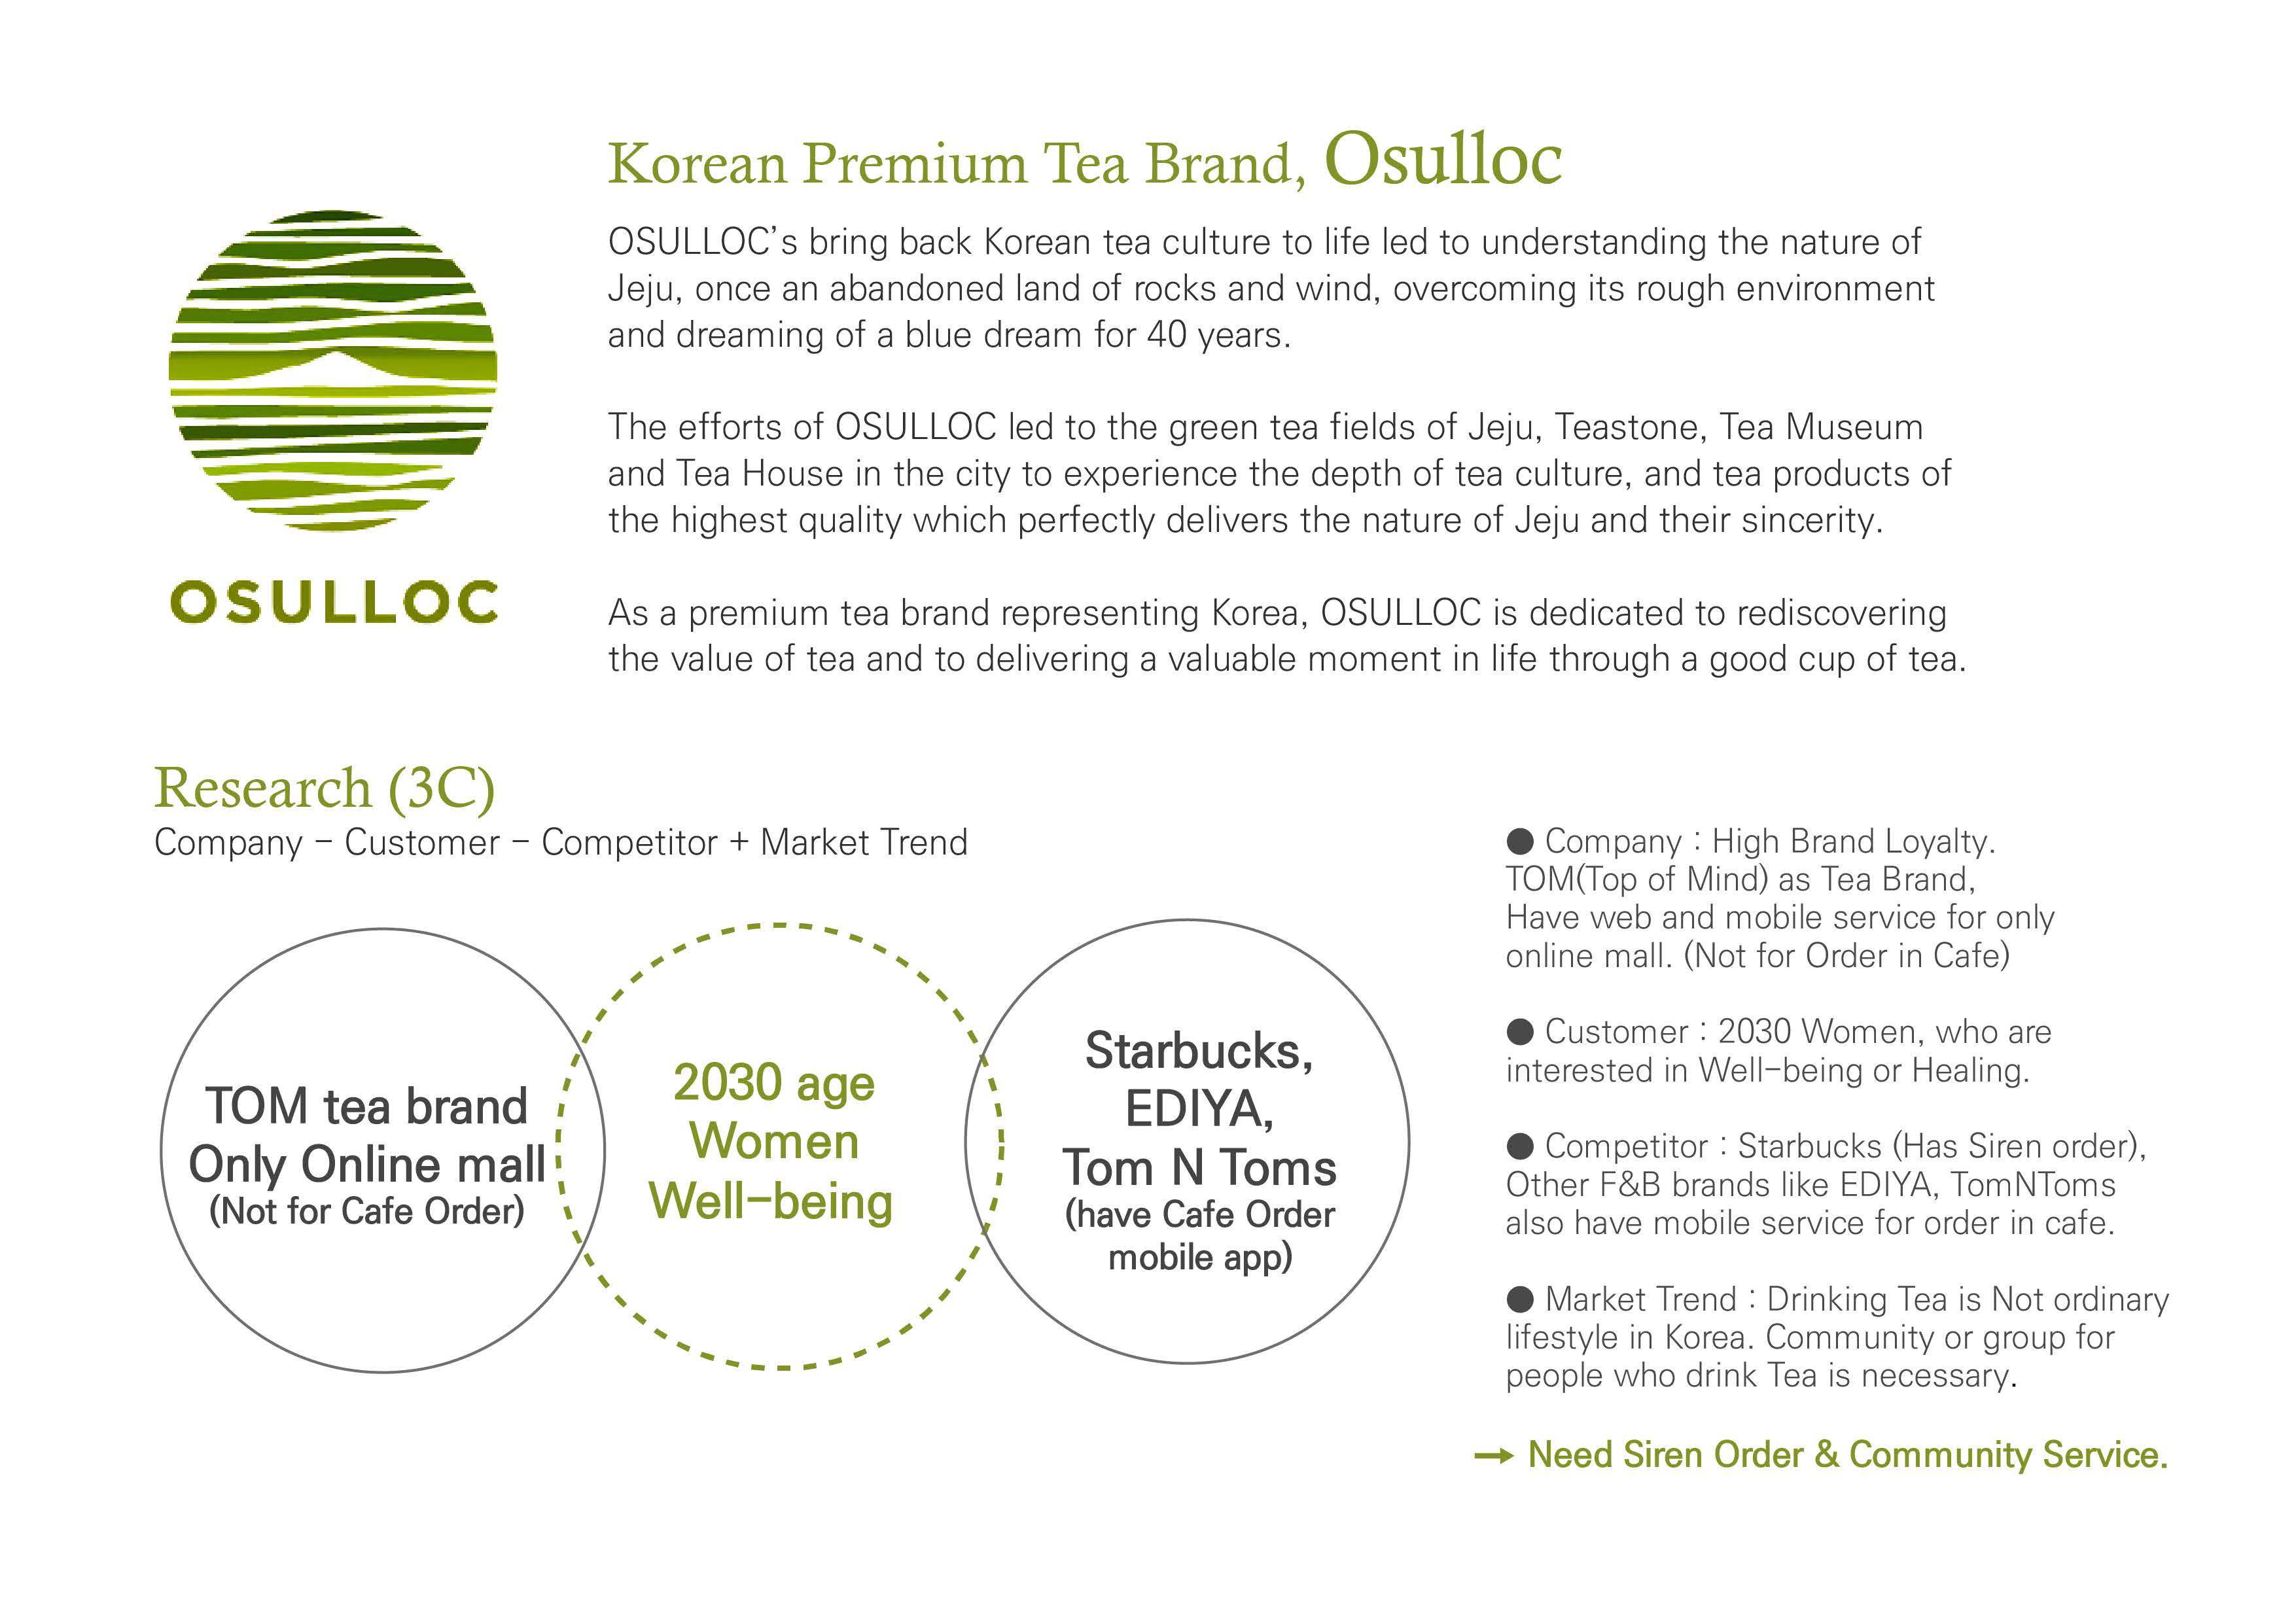 Korean Premium Tea Brand, Osulloc
OSULLOC's bring back Korean tea culture to life led to understanding the nature of
Jeju, once an abandoned land of rocks and wind, overcoming its rough environment
and dreaming of a blue dream for 40 years.
The efforts of OSULLOC led to the green tea fields of Jeju, Teastone, Tea Museum
and Tea House in the city to experience the depth of tea culture, and tea products of
the highest quality which perfectly delivers the nature of Jeju and their sincerity.
As a premium tea brand representing Korea, OSULLOC is dedicated to rediscovering
the value of tea and to delivering a valuable moment in life through a good cup of tea.
OSULLOC
Research (3C)
Company - Customer - Competitor + Market Trend
TOM tea brand
Only Online mall
(Not for Cafe Order)
2030 age
Women
Well-being
Starbucks,
EDIYA,
Tom N Toms
(have Cafe Order
mobile app)
● Company : High Brand Loyalty.
TOM(Top of Mind) as Tea Brand,
Have web and mobile service for only
online mall. (Not for Order in Cafe)
● Customer : 2030 Women, who are
interested in Well-being or Healing.
● Competitor : Starbucks (Has Siren order),
Other F&B brands like EDIYA, TomNToms
also have mobile service for order in cafe.
● Market Trend : Drinking Tea is Not ordinary
lifestyle in Korea. Community or group for
people who drink Tea is necessary.
→ Need Siren Order & Community Service.